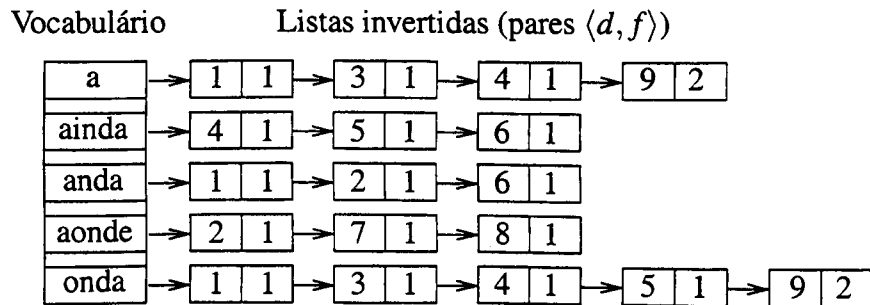 Vocabulário Listas invertidas (pares ⟨d, f⟩)
a 1 1 3 1 4 1 9 2
ainda 4 1 5 1 6 1
anda 1 1 2 1 6 1
aonde 2 1 7 1 8 1
onda 1 1 3 1 4 1 5 1 9 2